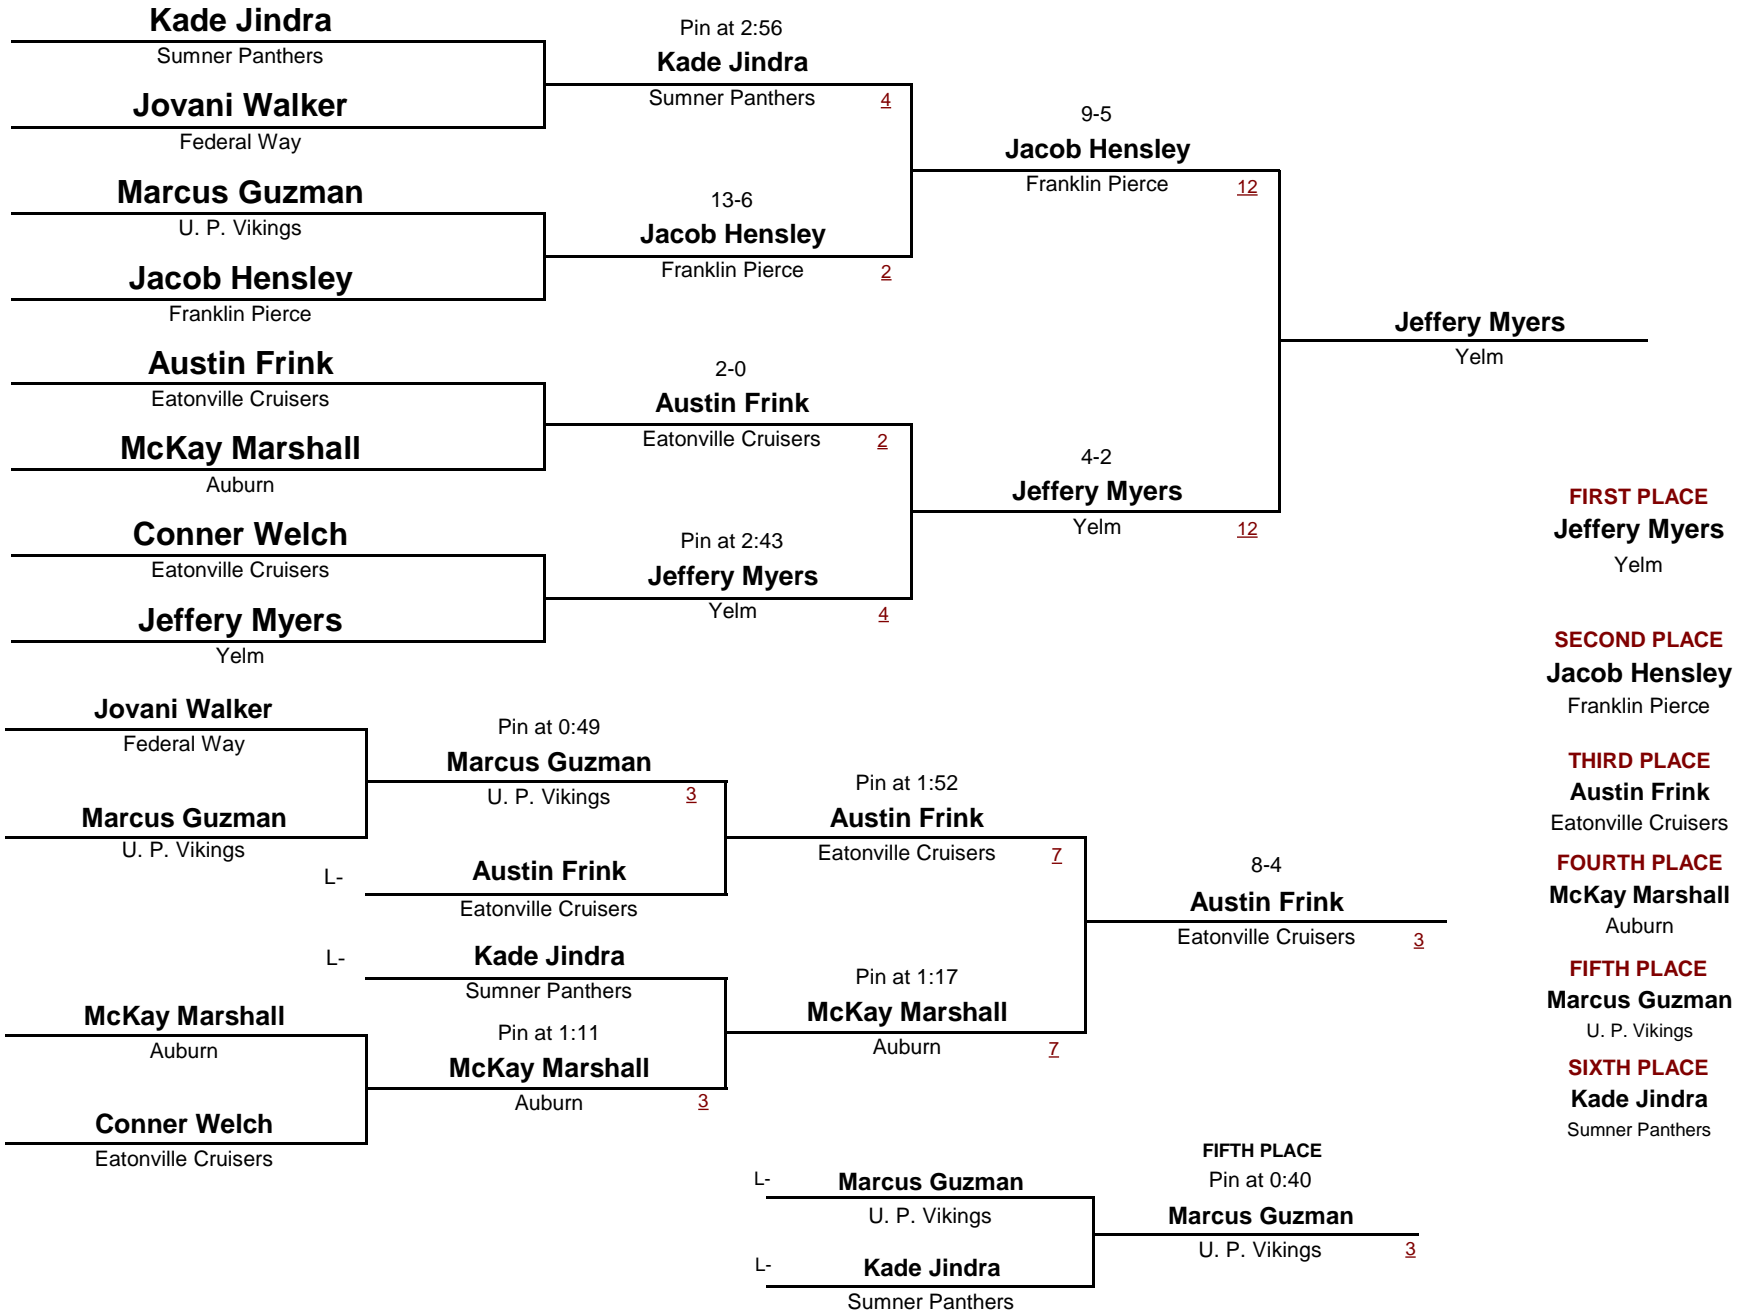 Kade Jindra
Sumner Panthers
Jovani Walker
Federal Way
Marcus Guzman
U. P. Vikings
Jacob Hensley
Franklin Pierce
Austin Frink
Eatonville Cruisers
McKay Marshall
Auburn
Conner Welch
Eatonville Cruisers
Jeffery Myers
Yelm
Pin at 2:56
Kade Jindra
Sumner Panthers 4
13-6
Jacob Hensley
Franklin Pierce 2
2-0
Austin Frink
Eatonville Cruisers 2
Pin at 2:43
Jeffery Myers
Yelm 4
9-5
Jacob Hensley
Franklin Pierce 12
4-2
Jeffery Myers
Yelm 12
Jeffery Myers
Yelm
Jovani Walker
Federal Way
Marcus Guzman
U. P. Vikings
McKay Marshall
Auburn
Conner Welch
Eatonville Cruisers
Pin at 0:49
Marcus Guzman
U. P. Vikings 3
L- Austin Frink
Eatonville Cruisers
L- Kade Jindra
Sumner Panthers
Pin at 1:11
McKay Marshall
Auburn 3
Pin at 1:52
Austin Frink
Eatonville Cruisers 7
Pin at 1:17
McKay Marshall
Auburn 7
8-4
Austin Frink
Eatonville Cruisers 3
L- Marcus Guzman
U. P. Vikings
L- Kade Jindra
Sumner Panthers
FIFTH PLACE
Pin at 0:40
Marcus Guzman
U. P. Vikings 3
FIRST PLACE
Jeffery Myers
Yelm
SECOND PLACE
Jacob Hensley
Franklin Pierce
THIRD PLACE
Austin Frink
Eatonville Cruisers
FOURTH PLACE
McKay Marshall
Auburn
FIFTH PLACE
Marcus Guzman
U. P. Vikings
SIXTH PLACE
Kade Jindra
Sumner Panthers